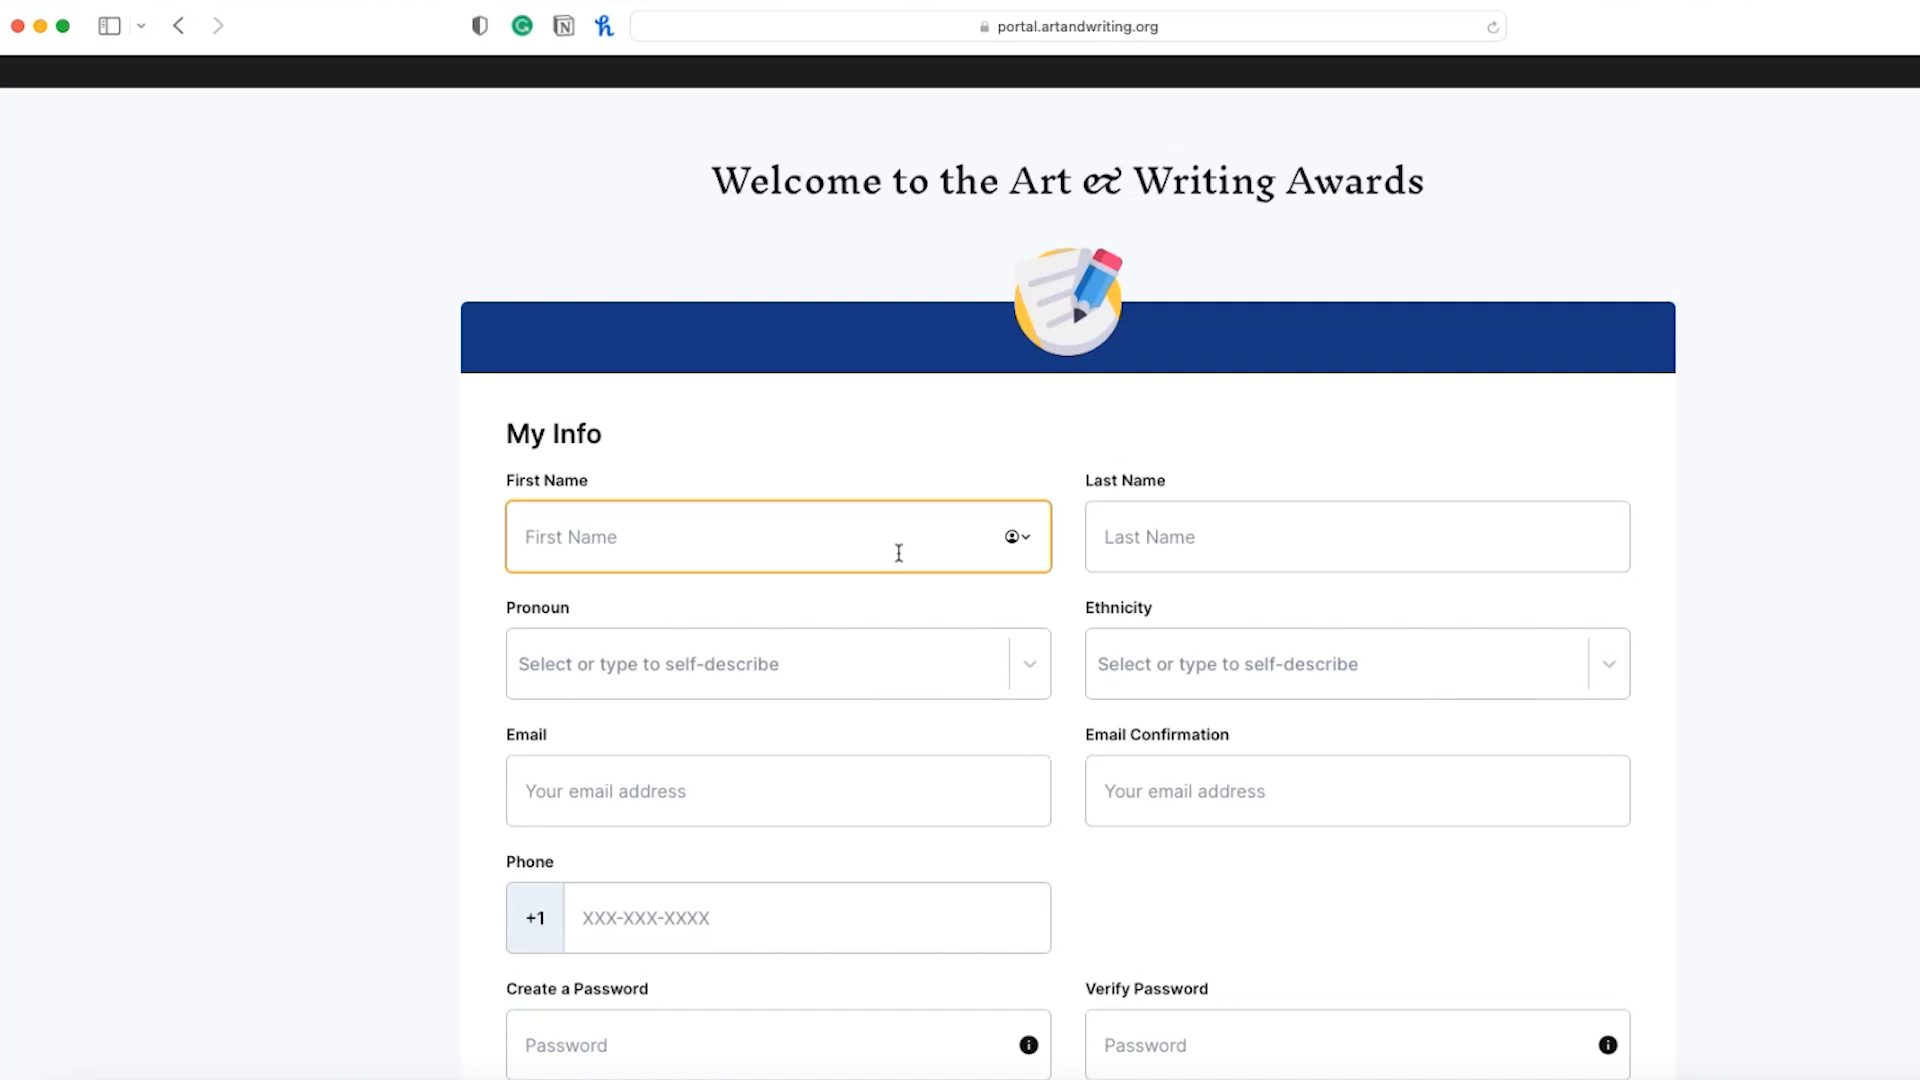 portal.artandwriting.org
Welcome to the Art & Writing Awards
My Info
First Name
Last Name
First Name
Last Name
Pronoun
Ethnicity
Select or type to self-describe
Select or type to self-describe
Email
Email Confirmation
Your email address
Your email address
Phone
+1 XXX-XXX-XXXX
Create a Password
Verify Password
Password
Password